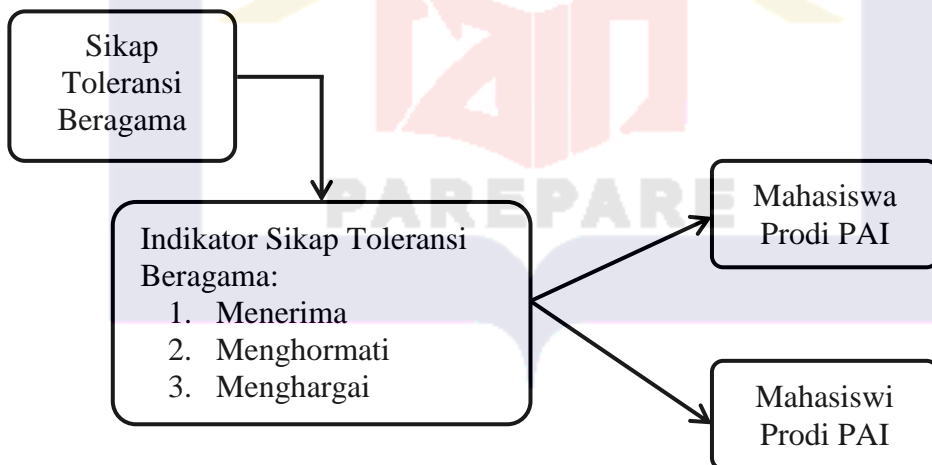 Sikap
Toleransi
Beragama
PAREPARE
Indikator Sikap Toleransi
Beragama:
1. Menerima
2. Menghormati
3. Menghargai
Mahasiswa
Prodi PAI
Mahasiswi
Prodi PAI